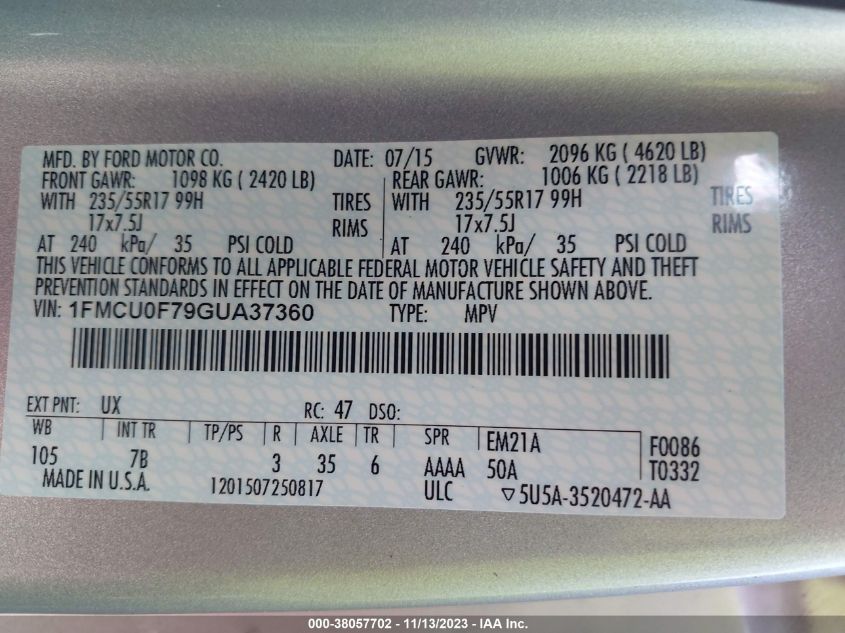 MFD. BY FORD MOTOR CO. DATE: 07/15 GVWR: 2096 KG ( 4620 LB)
FRONT GAWR: 1098 KG ( 2420 LB) REAR GAWR: 1006 KG ( 2218 LB)
WITH 235/55R17 99H TIRES WITH 235/55R17 99H TIRES
17x7.5J RIMS 17x7.5J RIMS
AT 240 kPa/ 35 PSI COLD AT 240 kPa/ 35 PSI COLD
THIS VEHICLE CONFORMS TO ALL APPLICABLE FEDERAL MOTOR VEHICLE SAFETY AND THEFT
PREVENTION STANDARDS IN EFFECT ON THE DATE OF MANUFACTURE SHOWN ABOVE.
VIN: 1FMCU0F79GUA37360 TYPE: MPV
EXT PNT: UX RC: 47 DSO:
WB INT TR TP/PS R AXLE TR SPR EM21A F0086
105 7B 3 35 6 AAAA 50A T0332
MADE IN U.S.A. 1201507250817 ULC ▽5U5A-3520472-AA
000-38057702 - 11/13/2023 - IAA Inc.